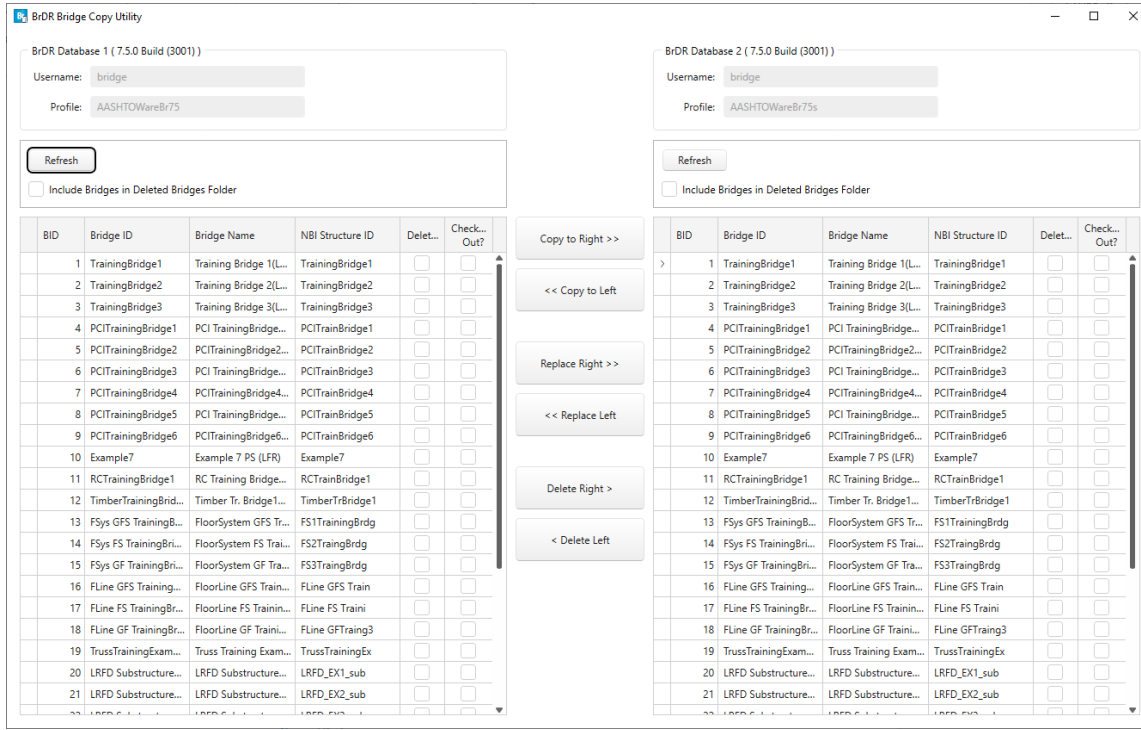 BrDR Bridge Copy Utility
BrDR Database 1 ( 7.5.0 Build (3001) )
Username: bridge
Profile: AASHTOWareBr75
Refresh
Include Bridges in Deleted Bridges Folder
BID Bridge ID Bridge Name NBI Structure ID Delet... Check... Out?
1 TrainingBridge1 Training Bridge 1(L... TrainingBridge1
2 TrainingBridge2 Training Bridge 2(L... TrainingBridge2
3 TrainingBridge3 Training Bridge 3(L... TrainingBridge3
4 PCITrainingBridge1 PCI TrainingBridge... PCITrainBridge1
5 PCITrainingBridge2 PCITrainingBridge2... PCITrainBridge2
6 PCITrainingBridge3 PCI TrainingBridge... PCITrainBridge3
7 PCITrainingBridge4 PCITrainingBridge4... PCITrainBridge4
8 PCITrainingBridge5 PCI TrainingBridge... PCITrainBridge5
9 PCITrainingBridge6 PCITrainingBridge6... PCITrainBridge6
10 Example7 Example 7 PS (LFR) Example7
11 RCTrainingBridge1 RC Training Bridge... RCTrainBridge1
12 TimberTrainingBrid... Timber Tr. Bridge1... TimberTrBridge1
13 FSys GFS TrainingB... FloorSystem GFS Tr... FS1TrainingBrdg
14 FSys FS TrainingBri... FloorSystem FS Trai... FS2TraingBrdg
15 FSys GF TrainingBri... FloorSystem GF Tra... FS3TraingBrdg
16 FLine GFS Training... FloorLine GFS Train... FLine GFS Train
17 FLine FS TrainingBr... FloorLine FS Trainin... FLine FS Traini
18 FLine GF TrainingBr... FloorLine GF Traini... FLine GFTraing3
19 TrussTrainingExam... Truss Training Exam... TrussTrainingEx
20 LRFD Substructure... LRFD Substructure... LRFD_EX1_sub
21 LRFD Substructure... LRFD Substructure... LRFD_EX2_sub
Copy to Right >>
<< Copy to Left
Replace Right >>
<< Replace Left
Delete Right >
< Delete Left
BrDR Database 2 ( 7.5.0 Build (3001) )
Username: bridge
Profile: AASHTOWareBr75s
Refresh
Include Bridges in Deleted Bridges Folder
BID Bridge ID Bridge Name NBI Structure ID Delet... Check... Out?
1 TrainingBridge1 Training Bridge 1(L... TrainingBridge1
2 TrainingBridge2 Training Bridge 2(L... TrainingBridge2
3 TrainingBridge3 Training Bridge 3(L... TrainingBridge3
4 PCITrainingBridge1 PCI TrainingBridge... PCITrainBridge1
5 PCITrainingBridge2 PCITrainingBridge2... PCITrainBridge2
6 PCITrainingBridge3 PCI TrainingBridge... PCITrainBridge3
7 PCITrainingBridge4 PCITrainingBridge4... PCITrainBridge4
8 PCITrainingBridge5 PCI TrainingBridge... PCITrainBridge5
9 PCITrainingBridge6 PCITrainingBridge6... PCITrainBridge6
10 Example7 Example 7 PS (LFR) Example7
11 RCTrainingBridge1 RC Training Bridge... RCTrainBridge1
12 TimberTrainingBrid... Timber Tr. Bridge1... TimberTrBridge1
13 FSys GFS TrainingB... FloorSystem GFS Tr... FS1TrainingBrdg
14 FSys FS TrainingBri... FloorSystem FS Trai... FS2TraingBrdg
15 FSys GF TrainingBri... FloorSystem GF Tra... FS3TraingBrdg
16 FLine GFS Training... FloorLine GFS Train... FLine GFS Train
17 FLine FS TrainingBr... FloorLine FS Trainin... FLine FS Traini
18 FLine GF TrainingBr... FloorLine GF Traini... FLine GFTraing3
19 TrussTrainingExam... Truss Training Exam... TrussTrainingEx
20 LRFD Substructure... LRFD Substructure... LRFD_EX1_sub
21 LRFD Substructure... LRFD Substructure... LRFD_EX2_sub